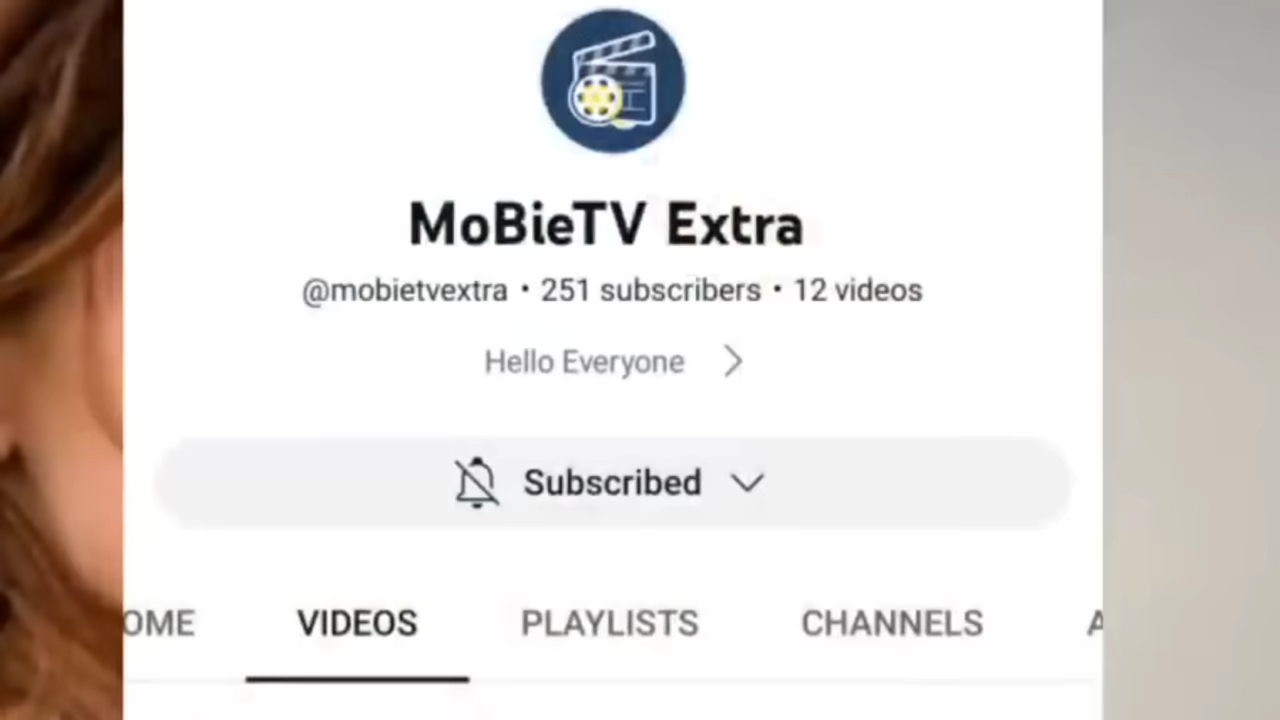 MoBieTV Extra
@mobietvextra • 251 subscribers • 12 videos
Hello Everyone
Subscribed
OME VIDEOS PLAYLISTS CHANNELS A